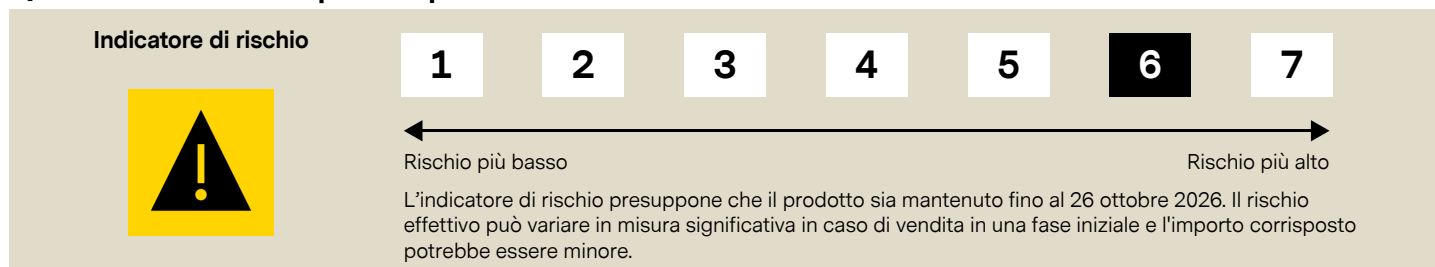 Indicatore di rischio
1 2 3 4 5 6 7
Rischio più basso
Rischio più alto
L'indicatore di rischio presuppone che il prodotto sia mantenuto fino al 26 ottobre 2026. Il rischio
effettivo può variare in misura significativa in caso di vendita in una fase iniziale e l'importo corrisposto
potrebbe essere minore.